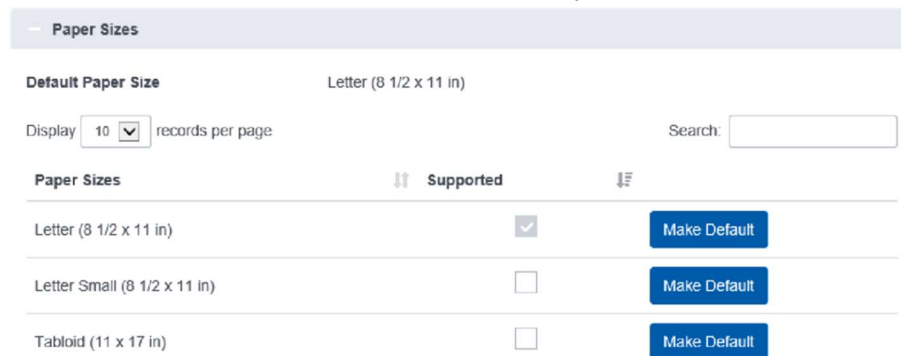 Paper Sizes
Default Paper Size Letter (8 1/2 x 11 in)
Display 10 records per page Search:
Paper Sizes Supported
Letter (8 1/2 x 11 in) Make Default
Letter Small (8 1/2 x 11 in) Make Default
Tabloid (11 x 17 in) Make Default